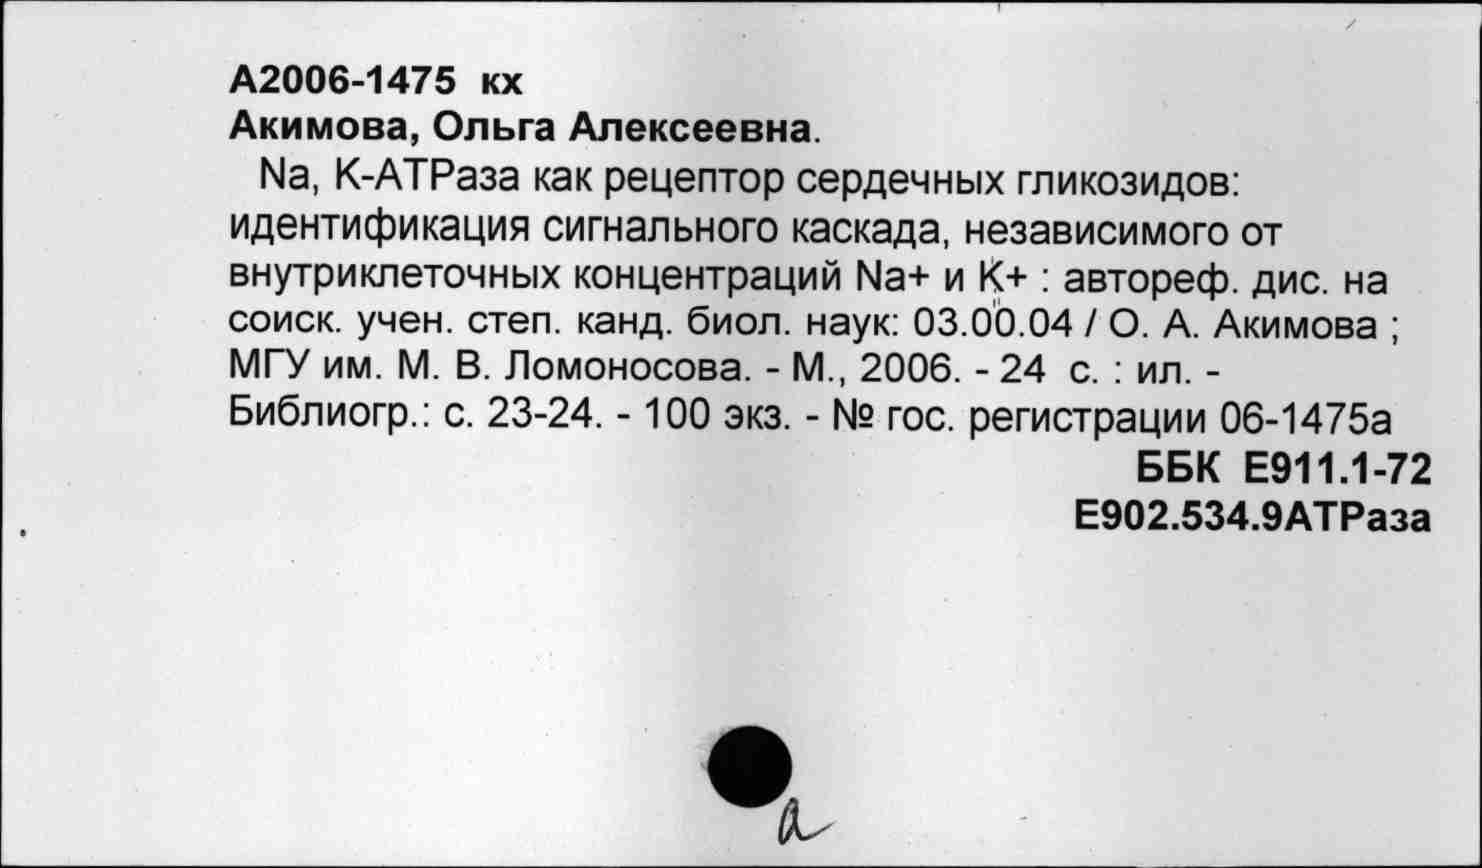 А2006-1475 кх
Акимова, Ольга Алексеевна.
Na, К-АТРаза как рецептор сердечных гликозидов:
идентификация сигнального каскада, независимого от
внутриклеточных концентраций Na+ и К+ : автореф. дис. на
соиск. учен. степ. канд. биол. наук: 03.00.04 / О. А. Акимова ;
МГУ им. М. В. Ломоносова. - М., 2006. - 24 с. : ил. -
Библиогр.: с. 23-24. - 100 экз. - № гос. регистрации 06-1475а
ББК Е911.1-72
Е902.534.9АТРаза
а